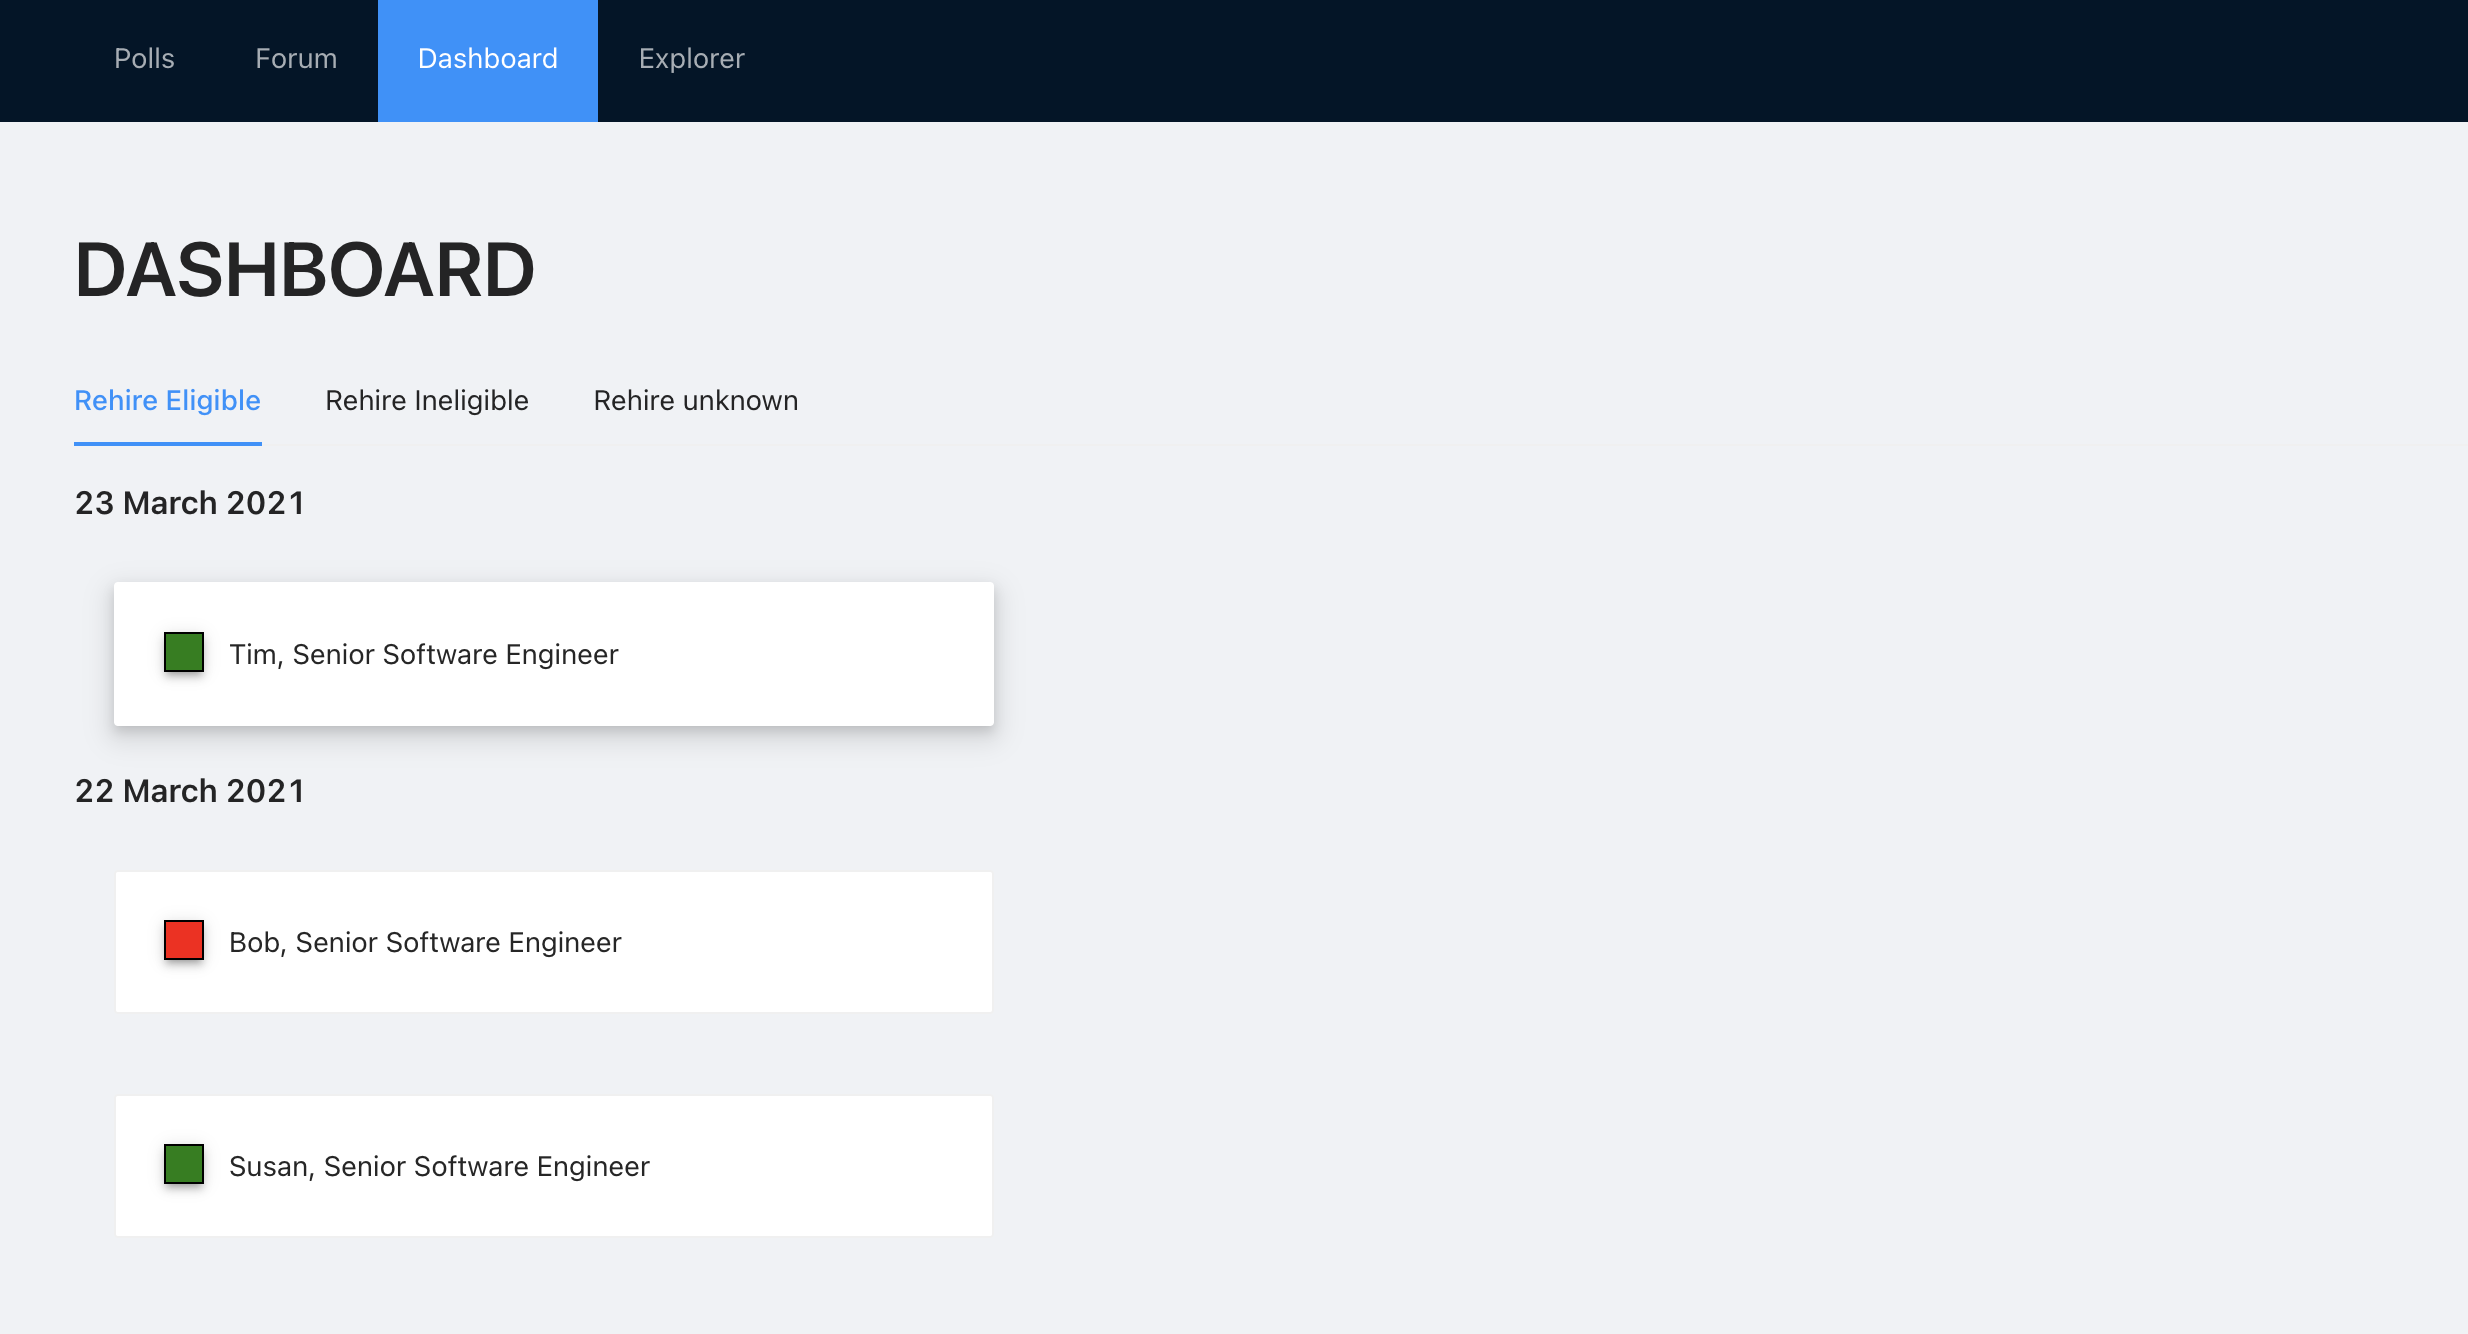 Polls Forum Dashboard Explorer
DASHBOARD
Rehire Eligible Rehire Ineligible Rehire unknown
23 March 2021
Tim, Senior Software Engineer
22 March 2021
Bob, Senior Software Engineer
Susan, Senior Software Engineer